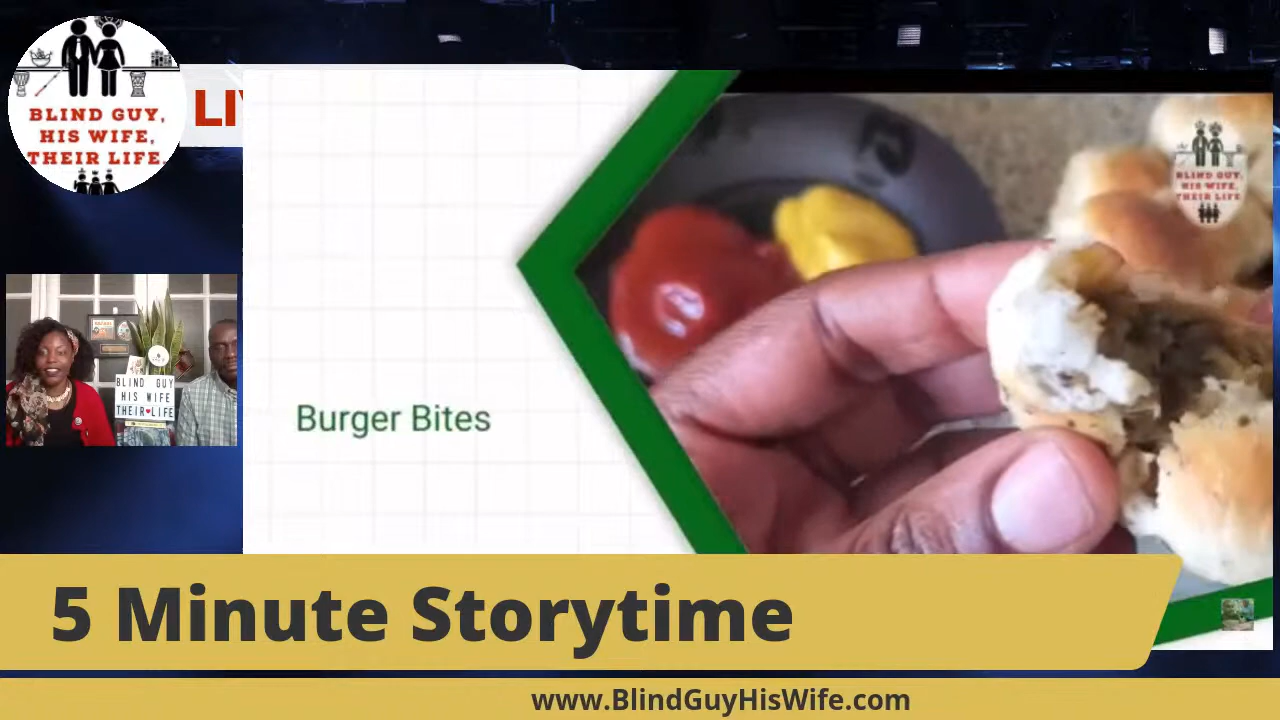 BLIND GUY,
HIS WIFE,
THEIR LIFE.
LIV
BLIND GUY,
HIS WIFE,
THEIR LIFE
BLIND GUY
HIS WIFE
THEIR♥LIFE
Burger Bites
5 Minute Storytime
www.BlindGuyHisWife.com